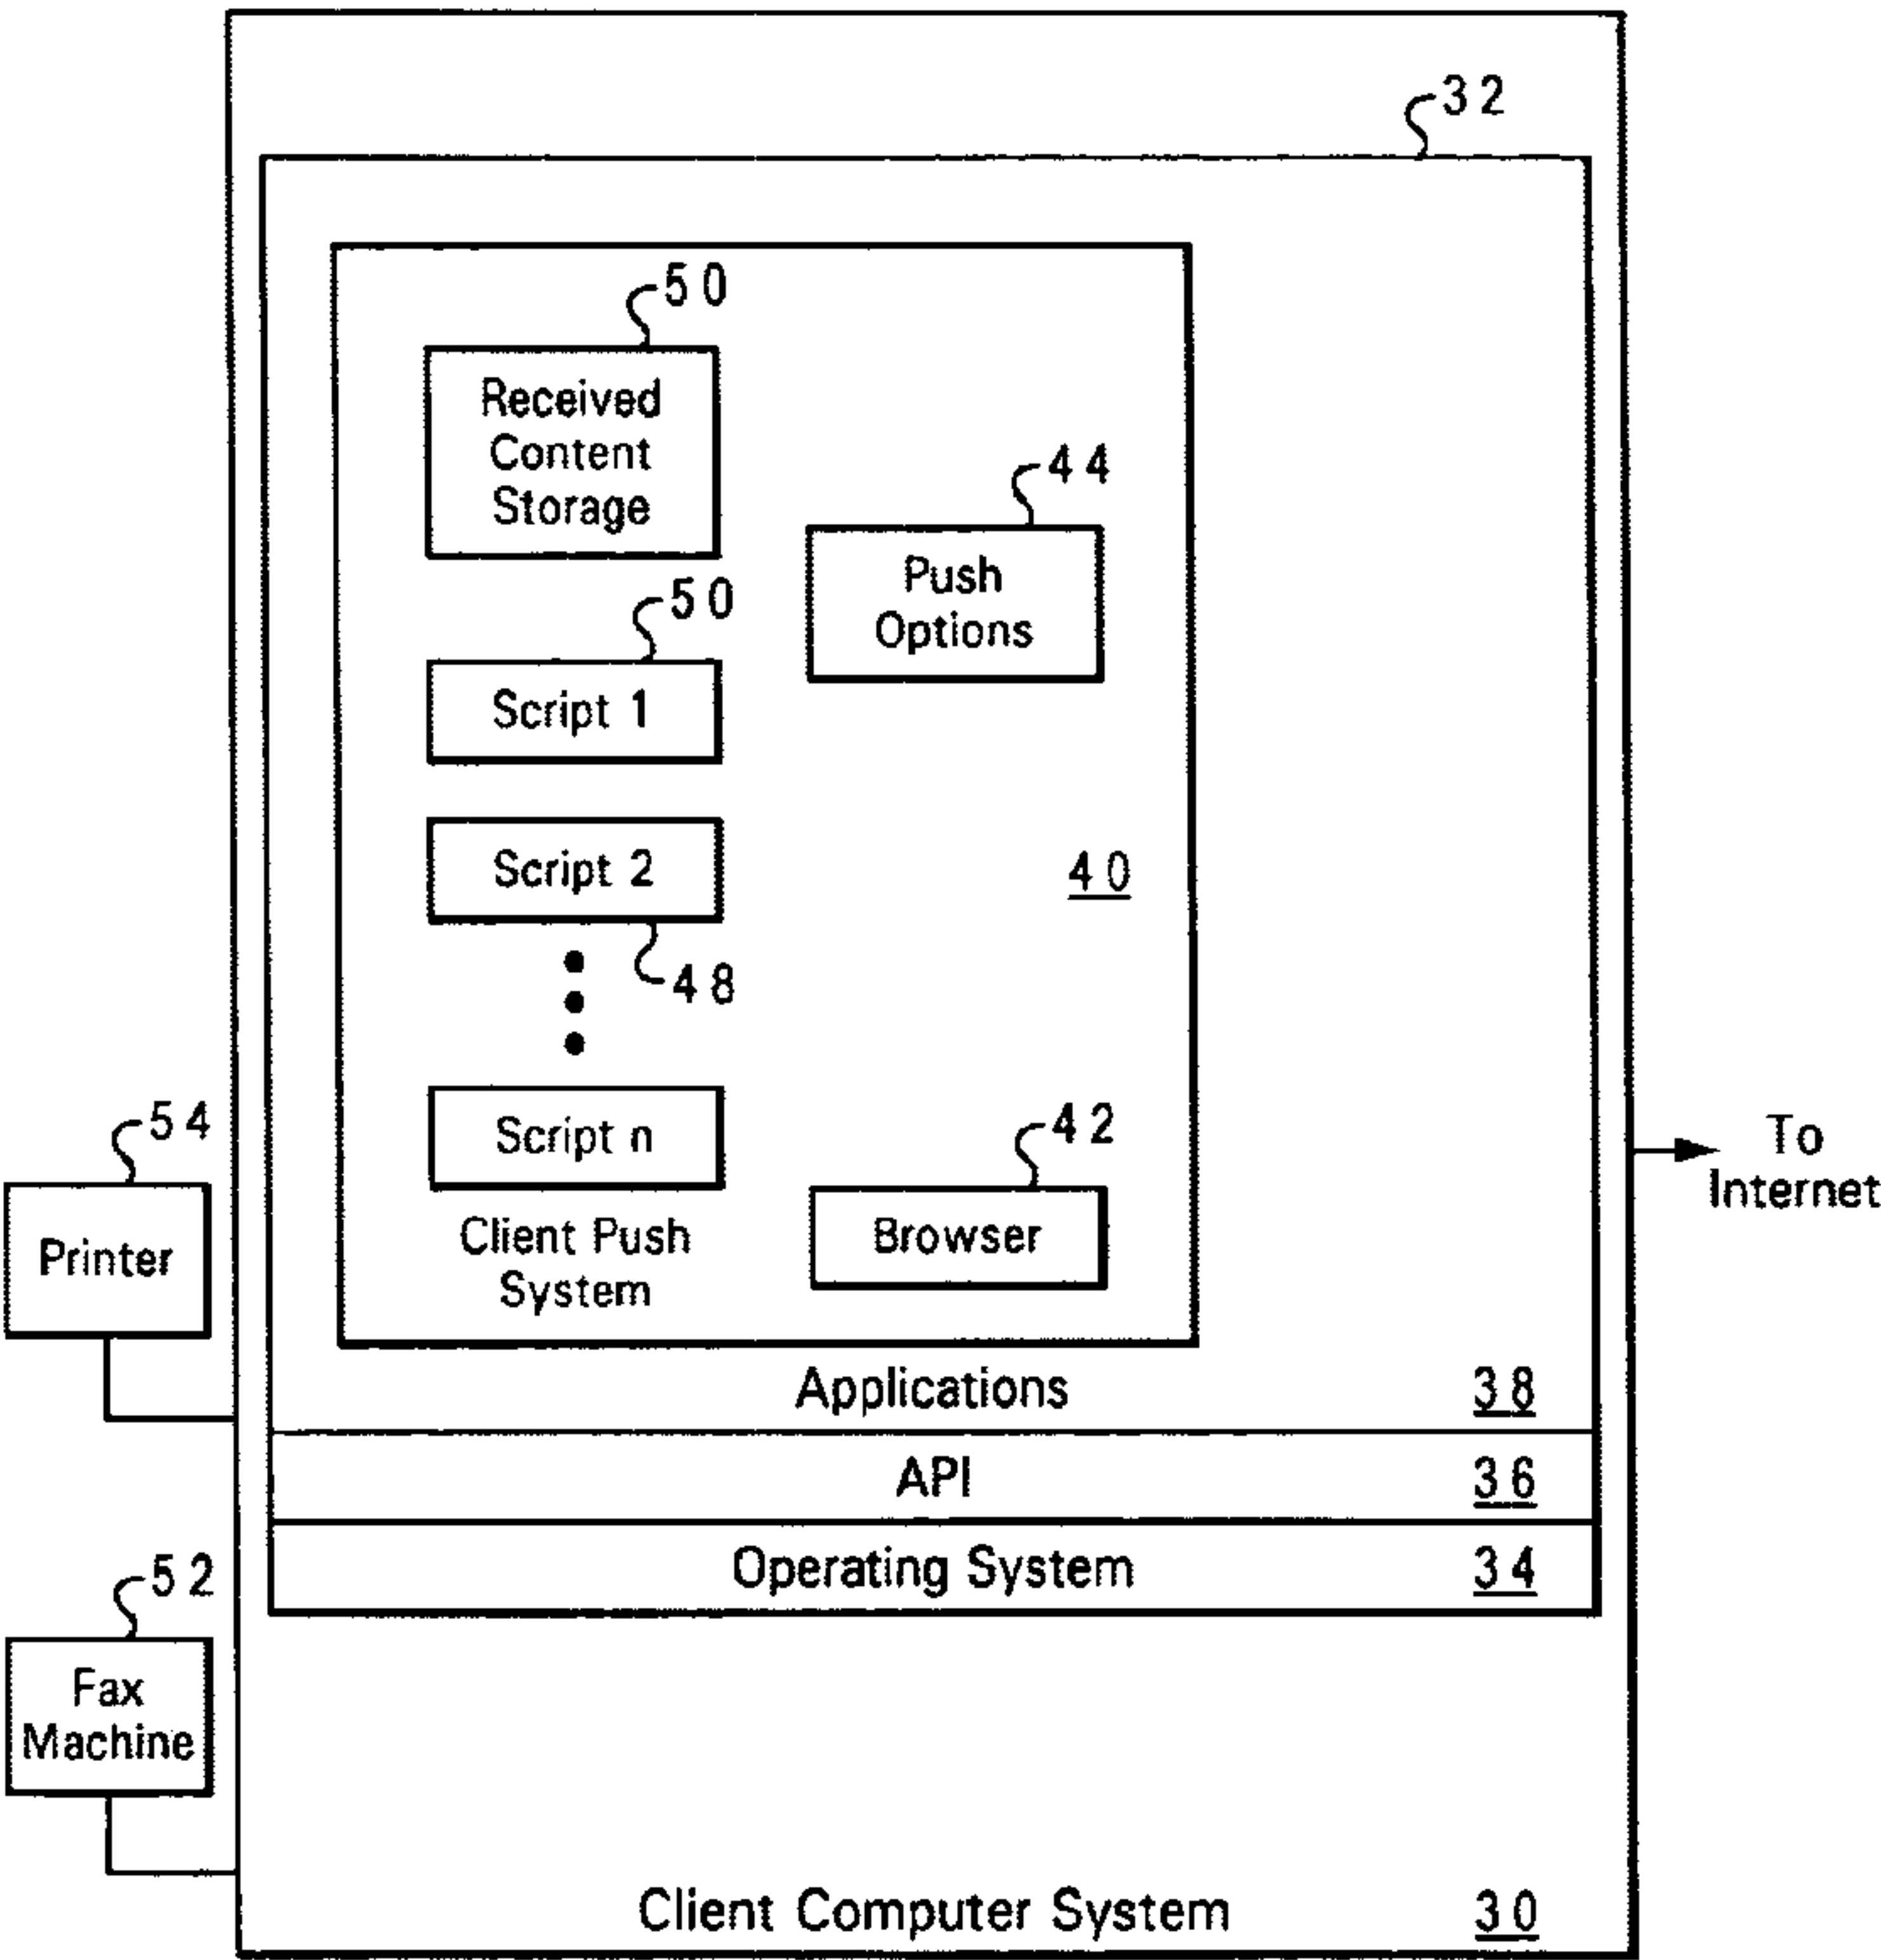 32
50
Received
Content
Storage
44
Push
Options
50
Script 1
Script 2
40
48
Script n
42
Browser
Client Push
System
54
Printer
To
Internet
Applications 38
API 36
Operating System 34
52
Fax
Machine
Client Computer System 30